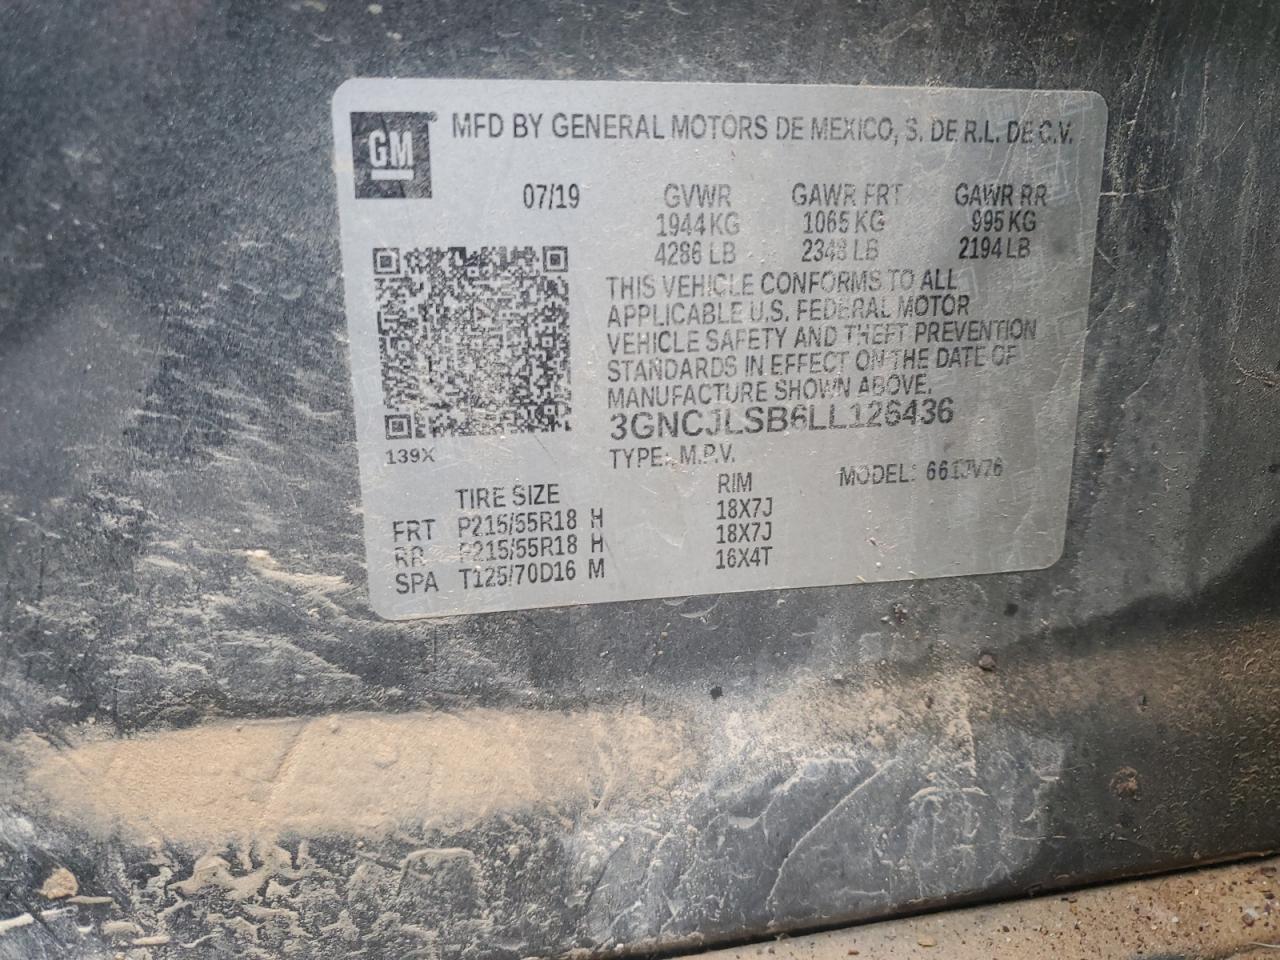 GM
MFD BY GENERAL MOTORS DE MEXICO, S. DE R.L. DE C.V.
07/19 GVWR GAWR FRT GAWR RR
1944 KG 1065 KG 995 KG
4286 LB 2348 LB 2194 LB
THIS VEHICLE CONFORMS TO ALL
APPLICABLE U.S. FEDERAL MOTOR
VEHICLE SAFETY AND THEFT PREVENTION
STANDARDS IN EFFECT ON THE DATE OF
MANUFACTURE SHOWN ABOVE.
3GNCJLSB6LL126436
139X
TYPE: M.P.V.
TIRE SIZE RIM MODEL:
FRT P215/55R18 H 18X7J
RR P215/55R18 H 18X7J
SPA T125/70D16 M 16X4T